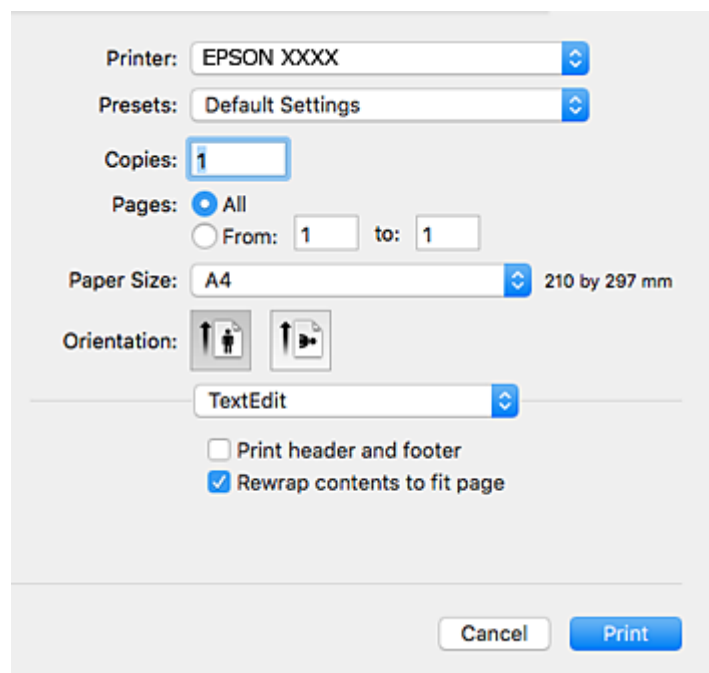 Printer: EPSON XXXX
Presets: Default Settings
Copies: 1
Pages: All
From: 1 to: 1
Paper Size: A4 210 by 297 mm
Orientation:
TextEdit
Print header and footer
Rewrap contents to fit page
Cancel Print